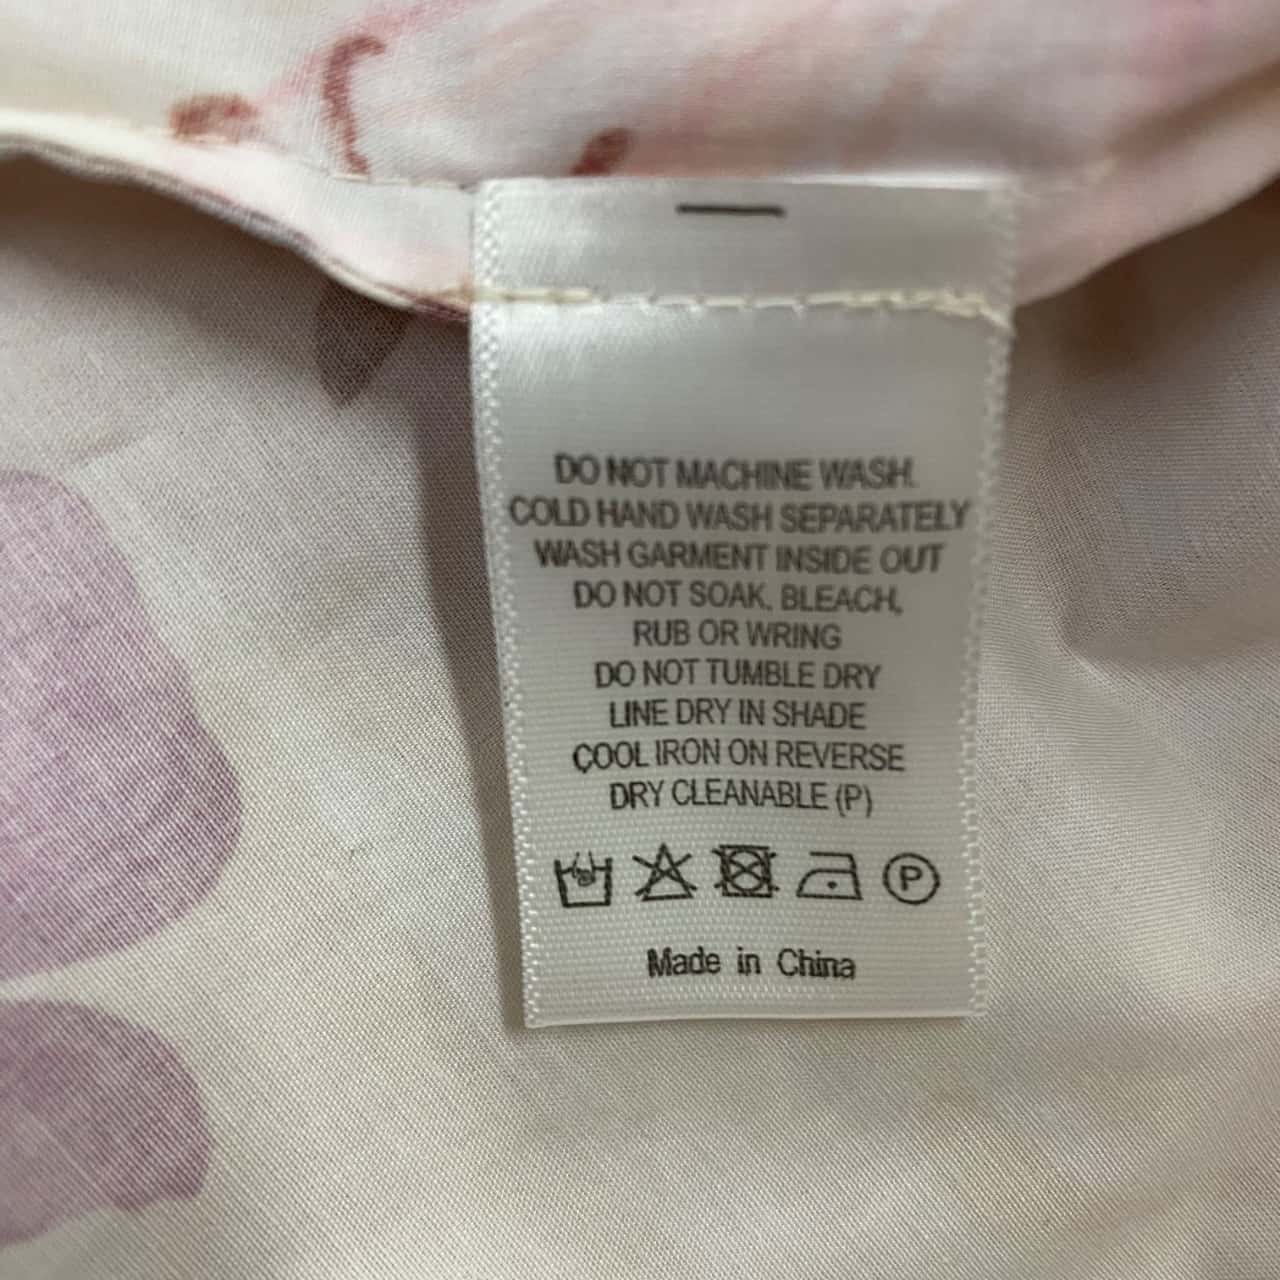 DO NOT MACHINE WASH.
COLD HAND WASH SEPARATELY
WASH GARMENT INSIDE OUT
DO NOT SOAK, BLEACH,
RUB OR WRING
DO NOT TUMBLE DRY
LINE DRY IN SHADE
COOL IRON ON REVERSE
DRY CLEANABLE (P)
P
Made in China